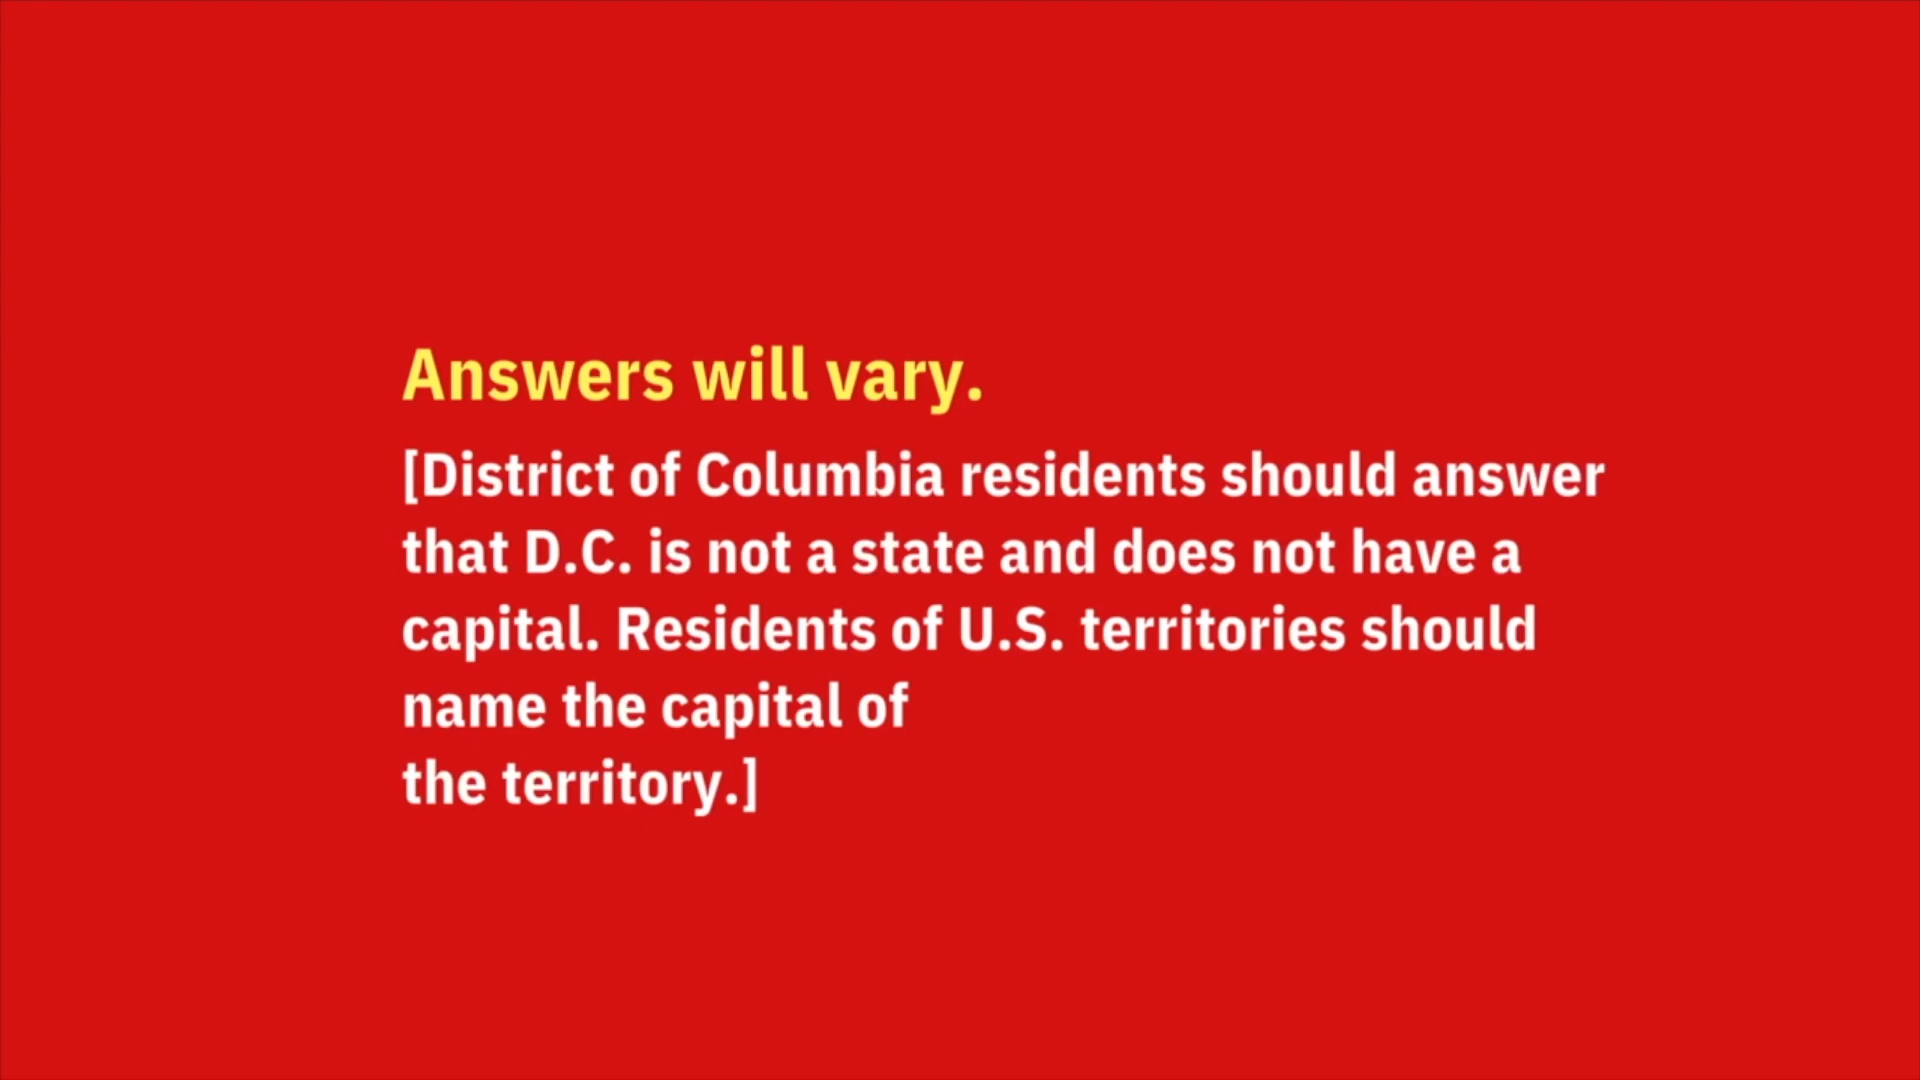 Answers will vary.
[District of Columbia residents should answer
that D.C. is not a state and does not have a
capital. Residents of U.S. territories should
name the capital of
the territory.]